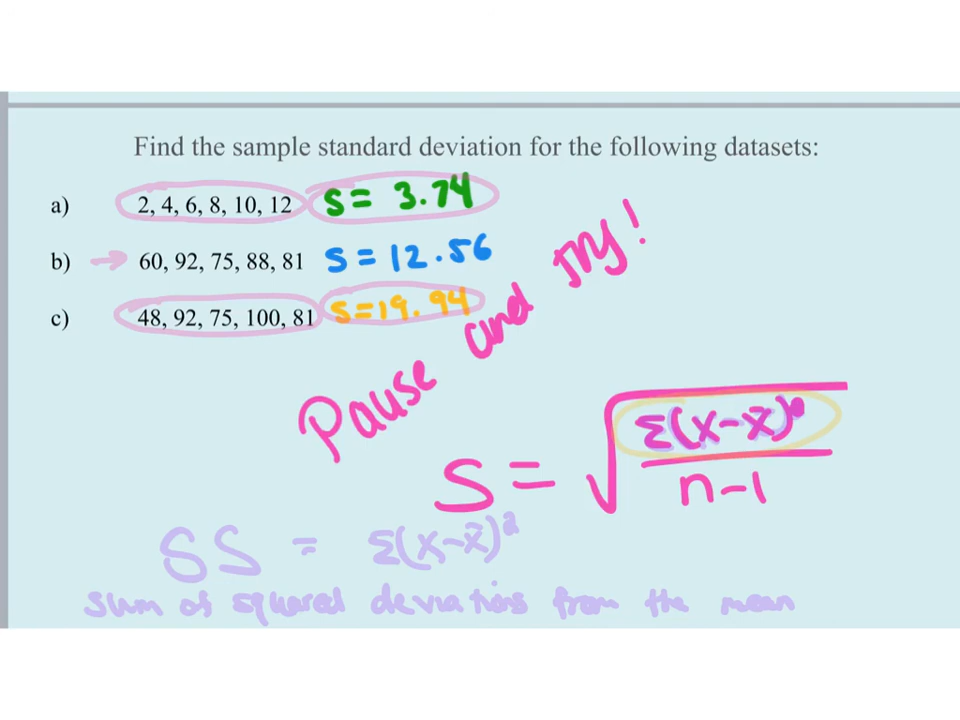 Find the sample standard deviation for the following datasets:
a) 2, 4, 6, 8, 10, 12 S = 3.74
b) → 60, 92, 75, 88, 81 S = 12.56
c) 48, 92, 75, 100, 81 S=19.94
Pause and try!
S = √(Σ(x-x̄)²/(n-1))
SS = Σ(x-x̄)²
sum of squared deviations from the mean